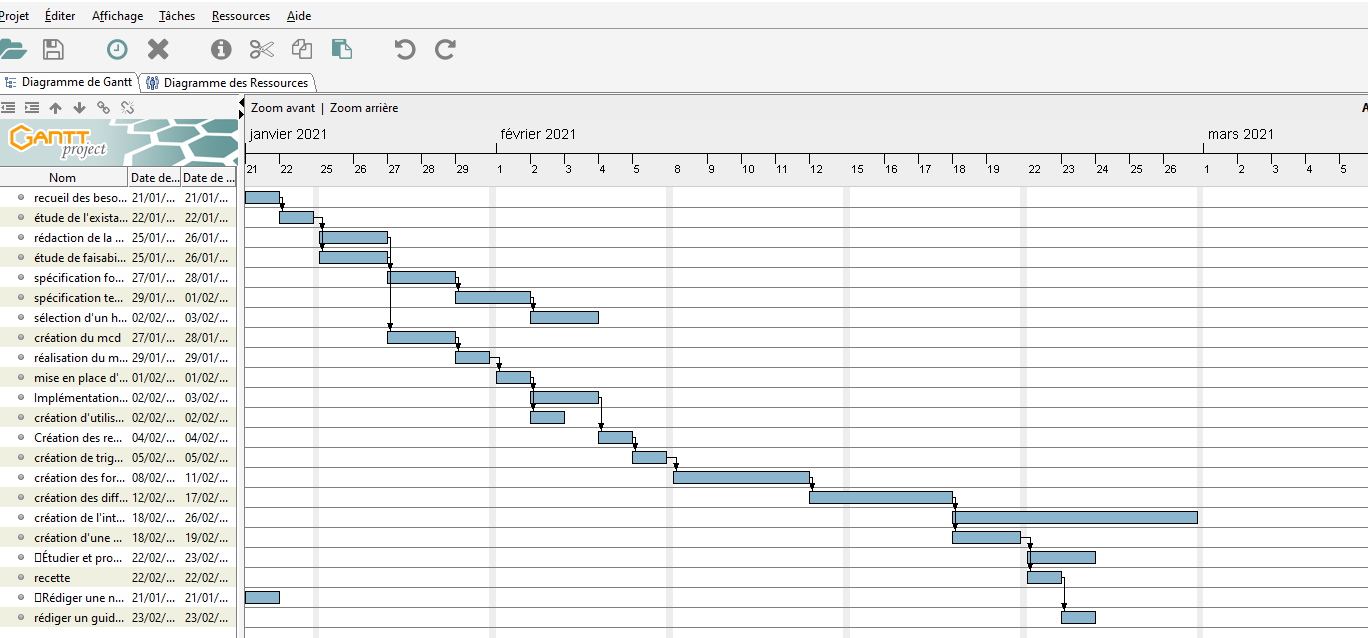 Projet Éditer Affichage Tâches Ressources Aide
Diagramme de Gantt Diagramme des Ressources
Zoom avant | Zoom arrière
GANTT project
janvier 2021 février 2021 mars 2021
21 22 25 26 27 28 29 1 2 3 4 5 8 9 10 11 12 15 16 17 18 19 22 23 24 25 26 1 2 3 4 5
Nom Date de... Date de ...
recueil des beso... 21/01/... 21/01/...
étude de l'exista... 22/01/... 22/01/...
rédaction de la ... 25/01/... 26/01/...
étude de faisabi... 25/01/... 26/01/...
spécification fo... 27/01/... 28/01/...
spécification te... 29/01/... 01/02/...
sélection d'un h... 02/02/... 03/02/...
création du mcd 27/01/... 28/01/...
réalisation du m... 29/01/... 29/01/...
mise en place d'... 01/02/... 01/02/...
Implémentation... 02/02/... 03/02/...
création d'utilis... 02/02/... 02/02/...
Création des re... 04/02/... 04/02/...
création de trig... 05/02/... 05/02/...
création des for... 08/02/... 11/02/...
création des diff... 12/02/... 17/02/...
création de l'int... 18/02/... 26/02/...
création d'une ... 18/02/... 19/02/...
Étudier et pro... 22/02/... 23/02/...
recette 22/02/... 22/02/...
Rédiger une n... 21/01/... 21/01/...
rédiger un guid... 23/02/... 23/02/...